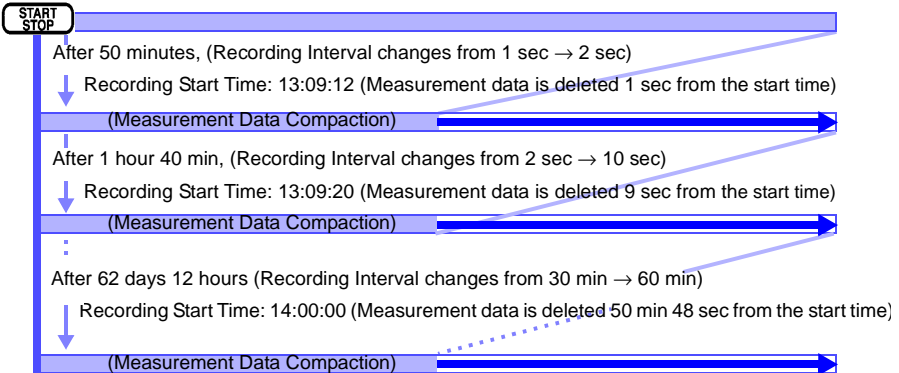 START
STOP
After 50 minutes, (Recording Interval changes from 1 sec → 2 sec)
Recording Start Time: 13:09:12 (Measurement data is deleted 1 sec from the start time)
(Measurement Data Compaction)
After 1 hour 40 min, (Recording Interval changes from 2 sec → 10 sec)
Recording Start Time: 13:09:20 (Measurement data is deleted 9 sec from the start time)
(Measurement Data Compaction)
After 62 days 12 hours (Recording Interval changes from 30 min → 60 min)
Recording Start Time: 14:00:00 (Measurement data is deleted 50 min 48 sec from the start time)
(Measurement Data Compaction)